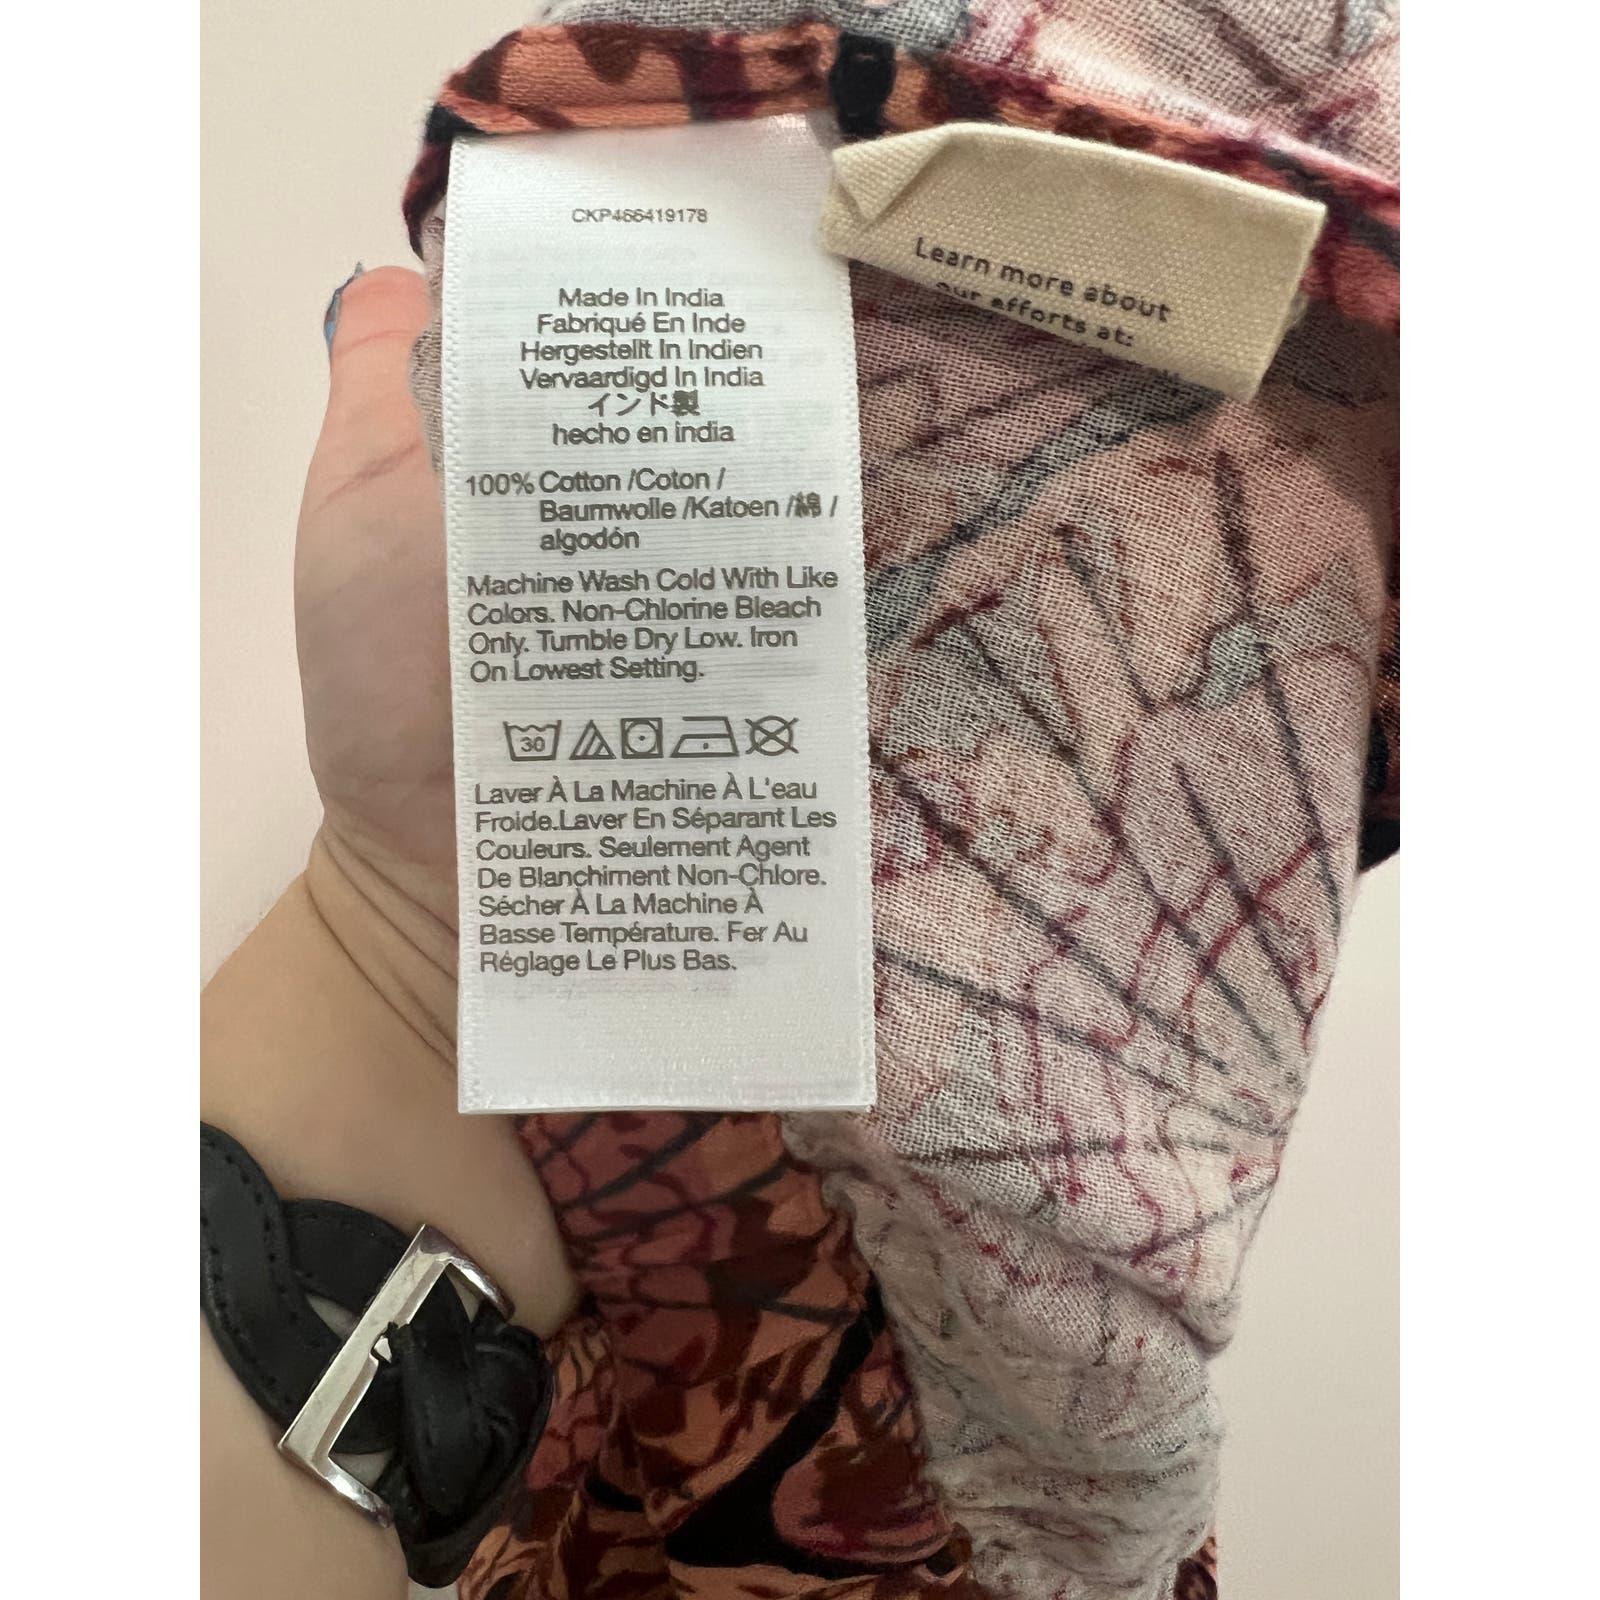 CKP466419178
Made In India
Fabriqué En Inde
Hergestellt In Indien
Vervaardigd In India
インド製
hecho en india
100% Cotton /Coton /
Baumwolle /Katoen /綿 /
algodón
Machine Wash Cold With Like
Colors. Non-Chlorine Bleach
Only. Tumble Dry Low. Iron
On Lowest Setting.
30
Laver À La Machine À L'eau
Froide.Laver En Séparant Les
Couleurs. Seulement Agent
De Blanchiment Non-Chlore.
Sécher À La Machine À
Basse Température. Fer Au
Réglage Le Plus Bas.
Learn more about
our efforts at: